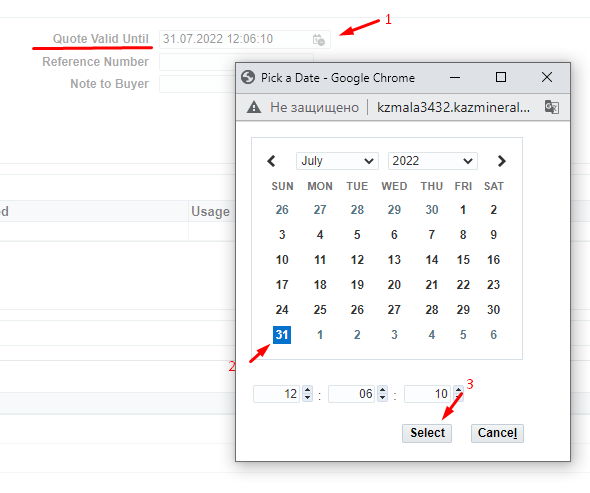 Quote Valid Until 31.07.2022 12:06:10 1
Reference Number
Note to Buyer
Pick a Date - Google Chrome
Не защищено kzmala3432.kazmineral...
July 2022
SUN MON TUE WED THU FRI SAT
26 27 28 29 30 1 2
3 4 5 6 7 8 9
10 11 12 13 14 15 16
17 18 19 20 21 22 23
24 25 26 27 28 29 30
31 1 2 3 4 5 6
2
12 : 06 : 10
3
Select Cancel
ed Usage